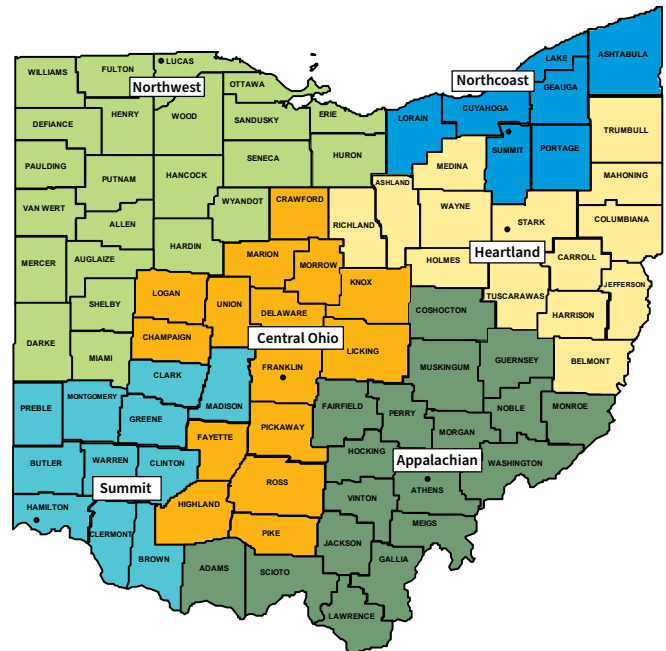 LAKE
ASHTABULA
LUCAS
FULTON
WILLIAMS
Northwest
Northcoast
OTTAWA
GEAUGA
CUYAHOGA
HENRY
WOOD
ERIE
LORAIN
SANDUSKY
DEFIANCE
TRUMBULL
SUMMIT
PORTAGE
SENECA
HURON
MEDINA
PAULDING
PUTNAM
HANCOCK
MAHONING
ASHLAND
WYANDOT
CRAWFORD
VAN WERT
WAYNE
RICHLAND
STARK
COLUMBIANA
ALLEN
HARDIN
MARION
Heartland
MERCER
AUGLAIZE
HOLMES
CARROLL
MORROW
KNOX
LOGAN
JEFFERSON
SHELBY
UNION
TUSCARAWAS
DELAWARE
COSHOCTON
HARRISON
CHAMPAIGN
Central Ohio
DARKE
LICKING
MIAMI
GUERNSEY
BELMONT
FRANKLIN
MUSKINGUM
CLARK
MONTGOMERY
PREBLE
MADISON
FAIRFIELD
NOBLE
MONROE
PERRY
GREENE
PICKAWAY
MORGAN
FAYETTE
HOCKING
WARREN
BUTLER
CLINTON
Appalachian
WASHINGTON
ROSS
ATHENS
Summit
VINTON
HIGHLAND
HAMILTON
MEIGS
PIKE
CLERMONT
JACKSON
BROWN
GALLIA
ADAMS
SCIOTO
LAWRENCE